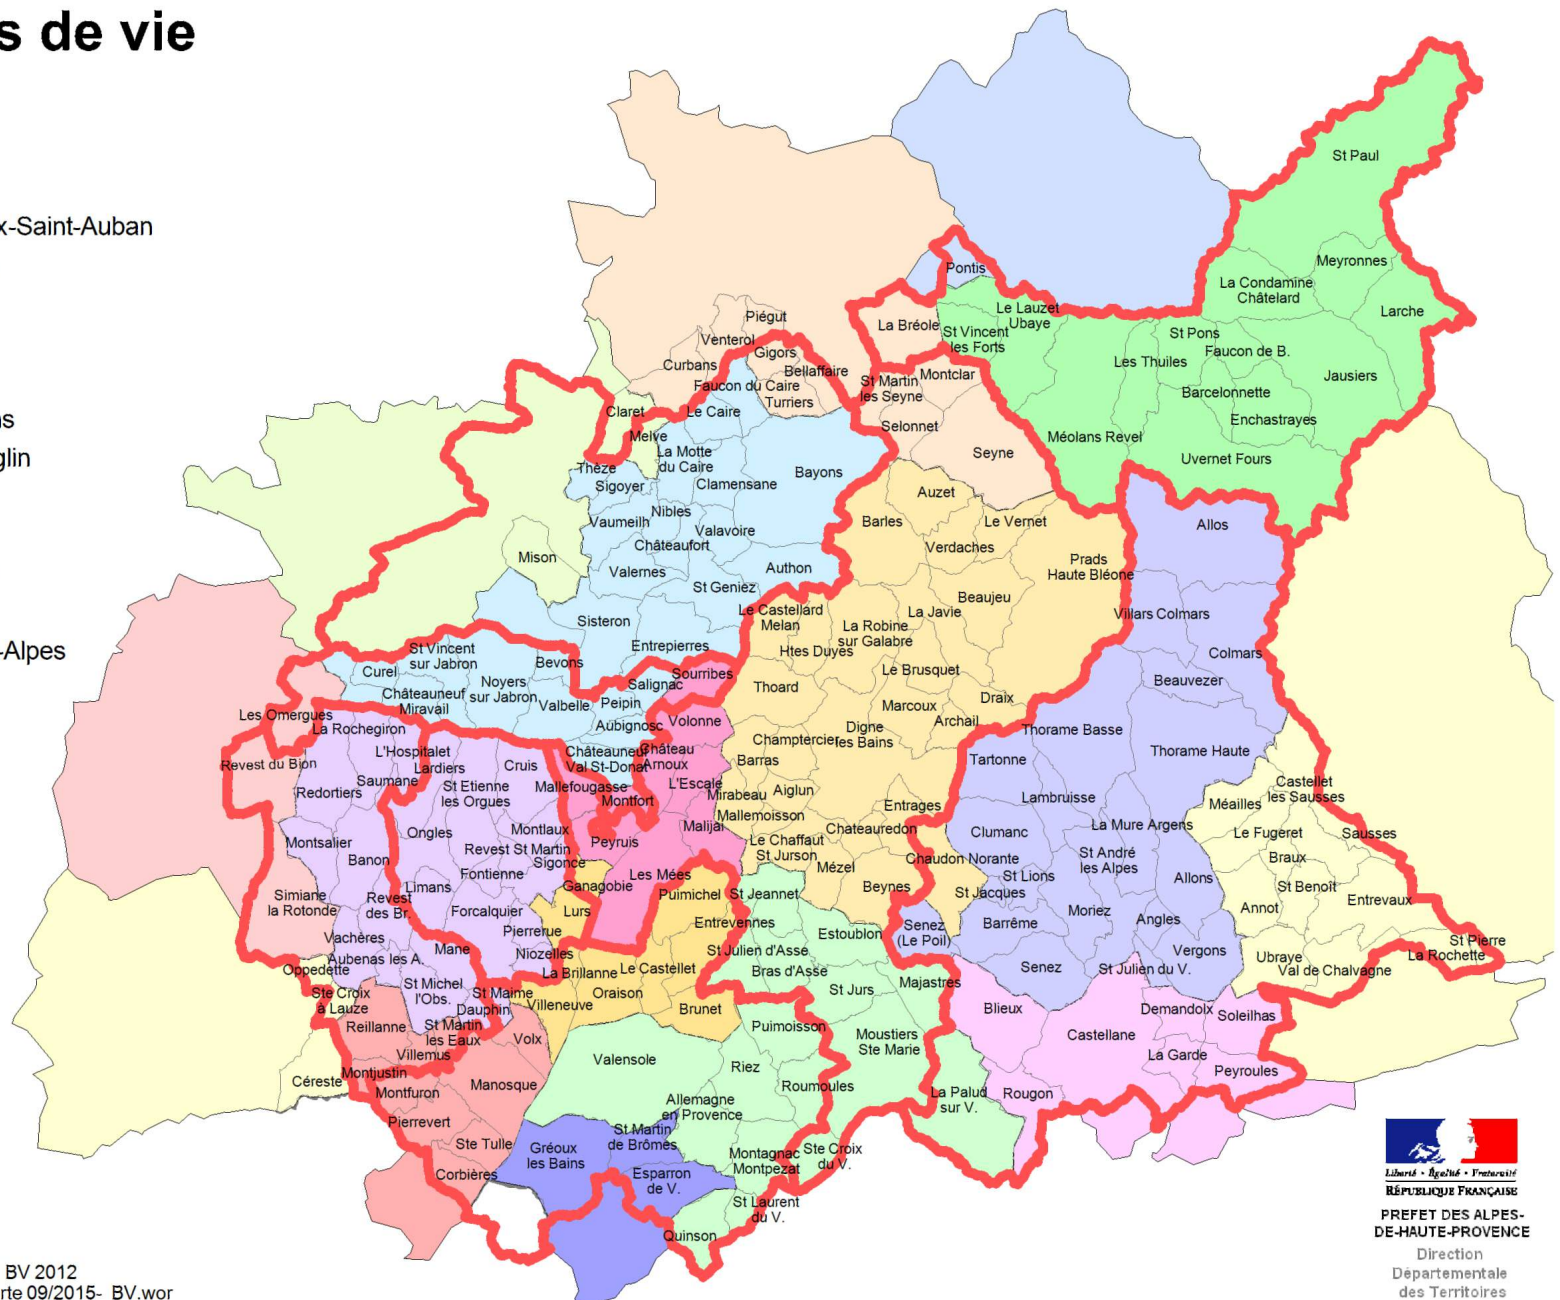 s de vie
x-Saint-Auban
ns
glin
-Alpes
BV 2012
rte 09/2015- BV.wor
St Paul
Meyronnes
La Condamine
Châtelard
Larche
Pontis
Le Lauzet
Ubaye
La Bréole
St Vincent
les Forts
St Pons
Faucon de B.
Les Thuiles
Jausiers
Barcelonnette
Enchastrayes
Méolans Revel
Uvernet Fours
Piégut
Venterol
Gigors
Curbans
Bellaffaire
Faucon du Caire
Turriers
St Martin
les Seyne
Montclar
Claret
Le Caire
Selonnet
Melve
La Motte
du Caire
Seyne
Thèze
Sigoyer
Clamensane
Bayons
Auzet
Nibles
Vaumeilh
Valavoire
Barles
Le Vernet
Allos
Châteaufort
Verdaches
Mison
Valernes
Authon
Prads
Haute Bléone
St Geniez
Beaujeu
Le Castellard
Melan
La Javie
Villars Colmars
Sisteron
La Robine
sur Galabre
Entrepierres
Htes Duyes
Colmars
St Vincent
sur Jabron
Bevons
Curel
Sourribes
Le Brusquet
Beauvezer
Noyers
sur Jabron
Salignac
Thoard
Châteauneuf
Miravail
Valbelle
Peipin
Draix
Marcoux
Les Omergues
La Rochegiron
Aubignosc
Volonne
Archail
Digne
les Bains
Thorame Basse
Champtercier
Thorame Haute
L'Hospitalet
Châteauneuf
Val St-Donat
Château
Arnoux
Tartonne
Revest du Bion
Lardiers
Cruis
Barras
Saumane
St Etienne
les Orgues
Mallefougasse
L'Escale
Castellet
les Sausses
Redortiers
Mirabeau
Aiglun
Lambruisse
Montfort
Méailles
Entrages
Mallemoisson
Malijai
Chateauredon
La Mure Argens
Ongles
Montlaux
Clumanc
Le Fugeret
Sausses
Montsalier
Revest St Martin
Peyruis
Le Chaffaut
St Jurson
Braux
Banon
Sigonce
Chaudon Norante
St André
les Alpes
Fontienne
Mézel
St Lions
Allons
Les Mées
Ganagobie
Beynes
St Jacques
St Benoît
Simiane
la Rotonde
Limans
Puimichel
St Jeannet
Entrevaux
Revest
des Br.
Forcalquier
Lurs
Moriez
Annot
Entrevennes
Angles
Barrême
Pierrerue
Senez
(Le Poil)
Estoublon
Vachères
Mane
St Pierre
Niozelles
St Julien d'Asse
Vergons
La Rochette
Aubenas les A.
Ubraye
Oppedette
La Brillanne
Le Castellet
Bras d'Asse
Senez
St Julien du V.
Val de Chalvagne
St Michel
l'Obs.
Majastres
Ste Croix
à Lauze
St Maime
Oraison
St Jurs
Dauphin
Villeneuve
Brunet
Blieux
Demandolx
Soleilhas
Reillanne
St Martin
les Eaux
Volx
Puimoisson
Moustiers
Ste Marie
Castellane
Villemus
Valensole
La Garde
Riez
Peyroules
Céreste
Montjustin
Manosque
Roumoules
Montfuron
La Palud
sur V.
Rougon
Allemagne
en Provence
Pierrevert
St Martin
de Brômes
Ste Tulle
Gréoux
les Bains
Montagnac
Montpezat
Ste Croix
du V.
Corbières
Esparron
de V.
St Laurent
du V.
Quinson
Liberté • Égalité • Fraternité
RÉPUBLIQUE FRANÇAISE
PREFET DES ALPES-
DE-HAUTE-PROVENCE
Direction
Départementale
des Territoires